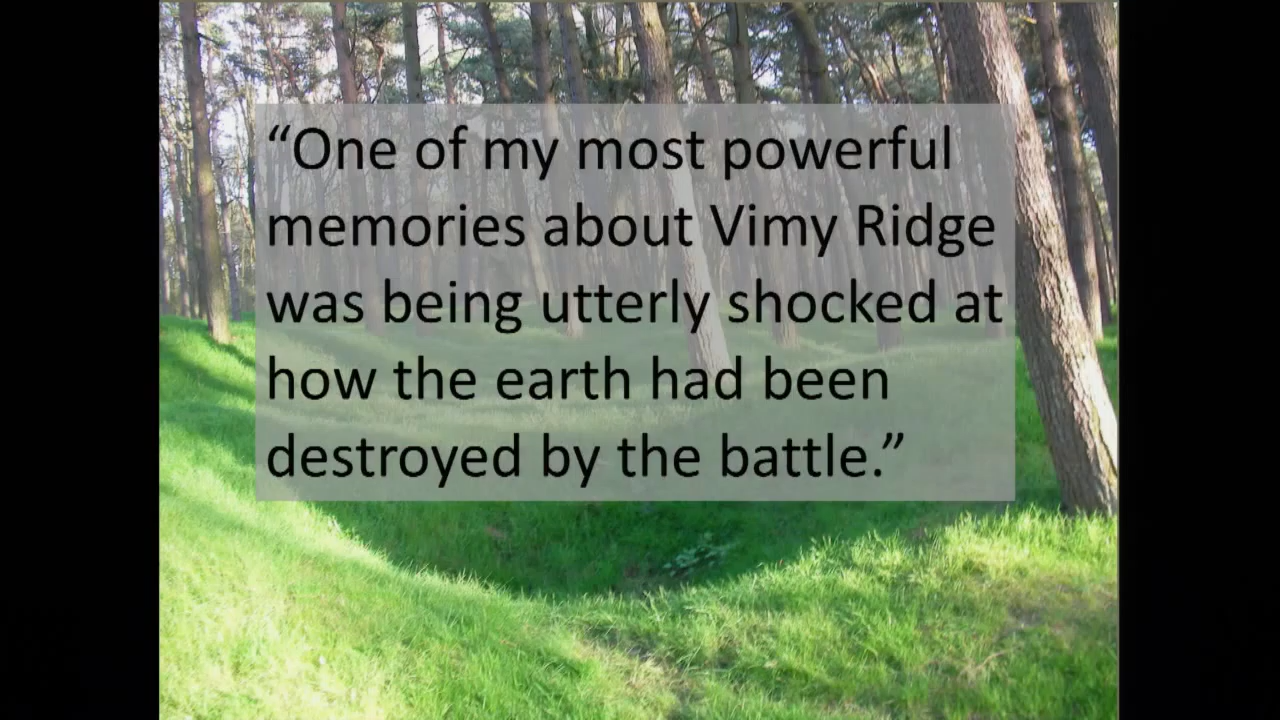 “One of my most powerful
memories about Vimy Ridge
was being utterly shocked at
how the earth had been
destroyed by the battle.”